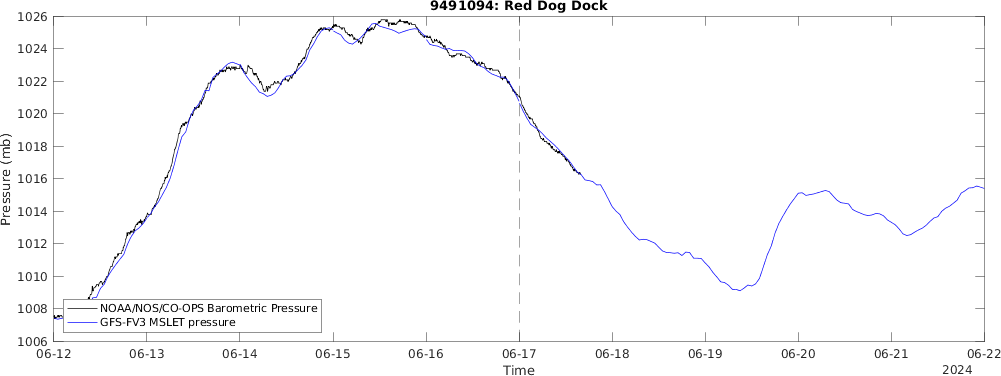 9491094: Red Dog Dock
Pressure (mb)
1026
1024
1022
1020
1018
1016
1014
1012
1010
1008
1006
NOAA/NOS/CO-OPS Barometric Pressure
GFS-FV3 MSLET pressure
06-12 06-13 06-14 06-15 06-16 06-17 06-18 06-19 06-20 06-21 06-22
Time
2024